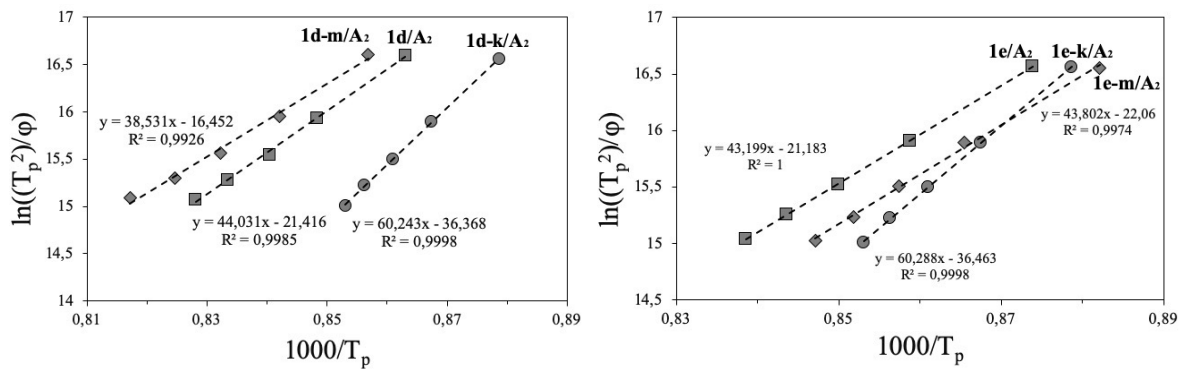 17
16,5
16
15,5
15
14,5
14
ln((Tₚ²)/φ)
1d-m/A₂ 1d/A₂ 1d-k/A₂
y = 38,531x - 16,452
R² = 0,9926
y = 44,031x - 21,416
R² = 0,9985
y = 60,243x - 36,368
R² = 0,9998
0,81 0,83 0,85 0,87 0,89
1000/Tₚ
17
16,5
16
15,5
15
14,5
ln((Tₚ²)/φ)
1e/A₂ 1e-k/A₂
1e-m/A₂
y = 43,802x - 22,06
R² = 0,9974
y = 43,199x - 21,183
R² = 1
y = 60,288x - 36,463
R² = 0,9998
0,83 0,85 0,87 0,89
1000/Tₚ